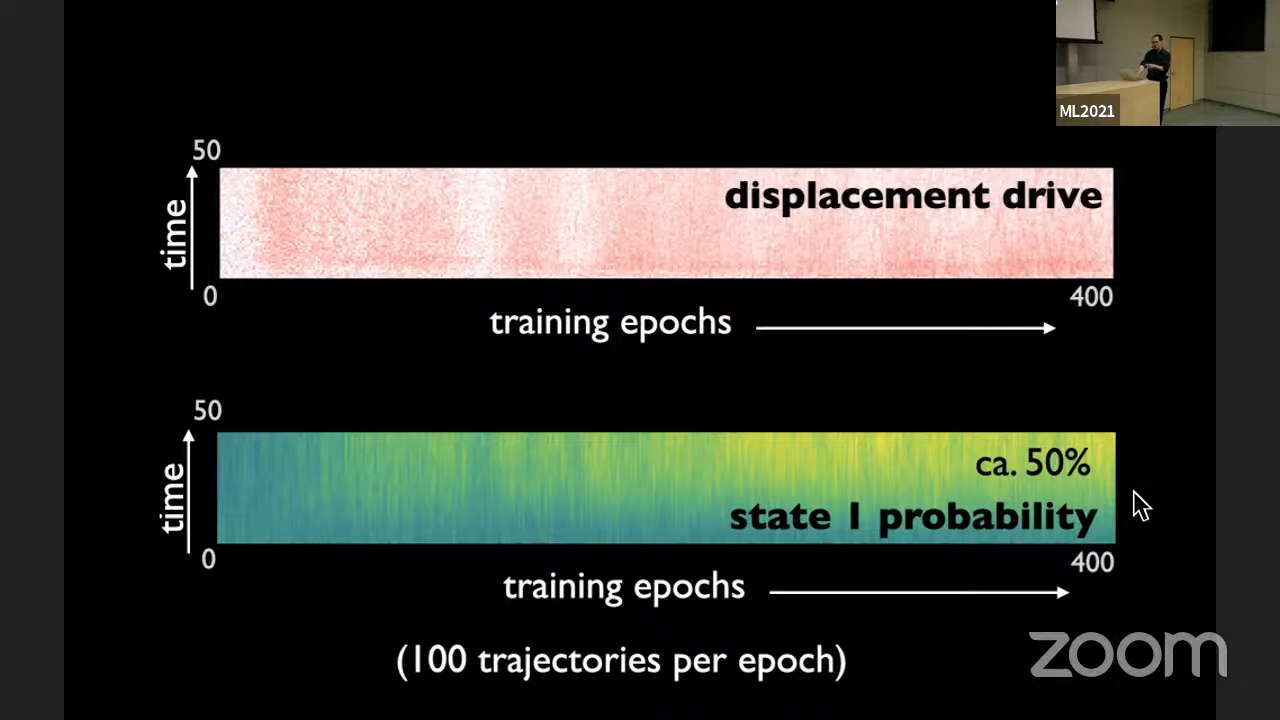 ML2021
50
displacement drive
time
0
400
training epochs
50
ca. 50%
time
state 1 probability
0
400
training epochs
(100 trajectories per epoch)
zoom